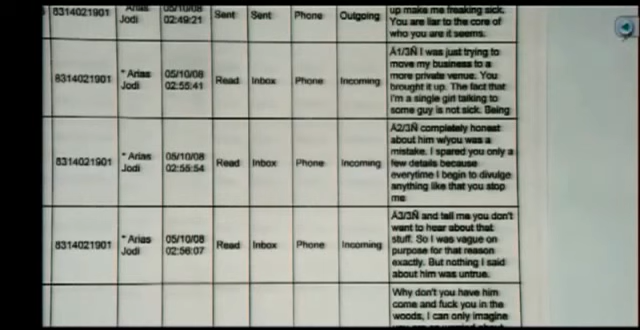 8314021901 Arias Jodi 05/10/08 02:49:21 Sent Sent Phone Outgoing
up make me freaking sick.
You are liar to the core of
who you are it seems.
8314021901 * Arias Jodi 05/10/08 02:55:41 Read Inbox Phone Incoming
Ä1/3Ñ I was just trying to
move my business to a
more private venue. You
brought it up. The fact that
I'm a single girl talking to
some guy is not sick. Being
8314021901 * Arias Jodi 05/10/08 02:55:54 Read Inbox Phone Incoming
Ä2/3Ñ completely honest
about him w/you was a
mistake. I spared you only a
few details because
everytime I begin to divulge
anything like that you stop
me
8314021901 * Arias Jodi 05/10/08 02:56:07 Read Inbox Phone Incoming
Ä3/3Ñ and tell me you don't
want to hear about that
stuff. So I was vague on
purpose for that reason
exactly. But nothing I said
about him was untrue.
Why don't you have him
come and fuck you in the
woods, I can only imagine